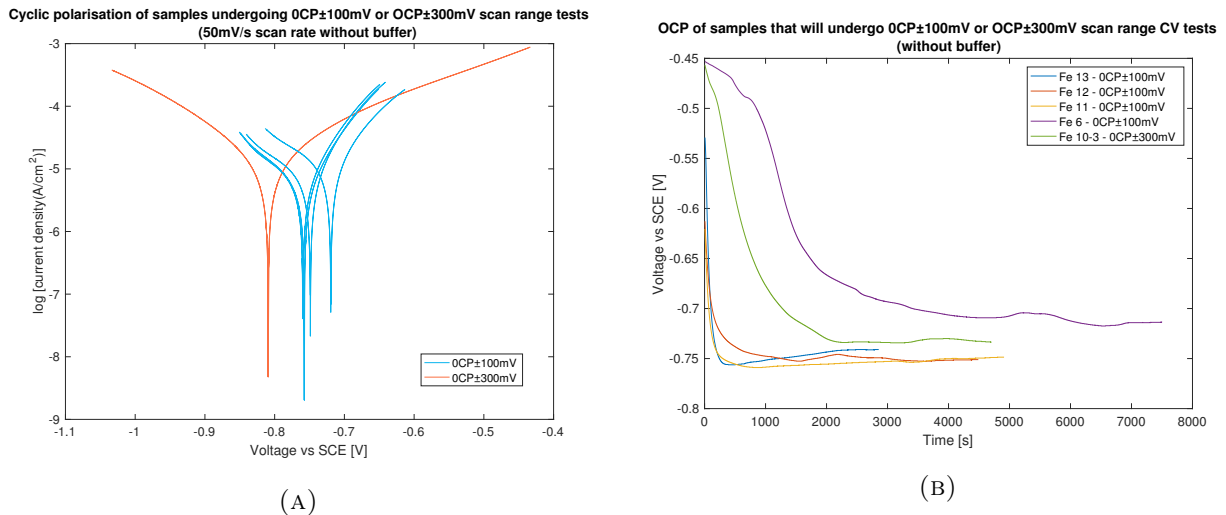 Cyclic polarisation of samples undergoing 0CP±100mV or OCP±300mV scan range tests
(50mV/s scan rate without buffer)
-3
-4
-5
-6
-7
-8
-9
log [current density(A/cm²)]
0CP±100mV
0CP±300mV
-1.1
-1
-0.9
-0.8
-0.7
-0.6
-0.5
-0.4
Voltage vs SCE [V]
(A)
OCP of samples that will undergo 0CP±100mV or OCP±300mV scan range CV tests
(without buffer)
-0.45
-0.5
-0.55
-0.6
-0.65
-0.7
-0.75
-0.8
Voltage vs SCE [V]
Fe 13 - 0CP±100mV
Fe 12 - 0CP±100mV
Fe 11 - 0CP±100mV
Fe 6 - 0CP±100mV
Fe 10-3 - 0CP±300mV
0
1000
2000
3000
4000
5000
6000
7000
8000
Time [s]
(B)